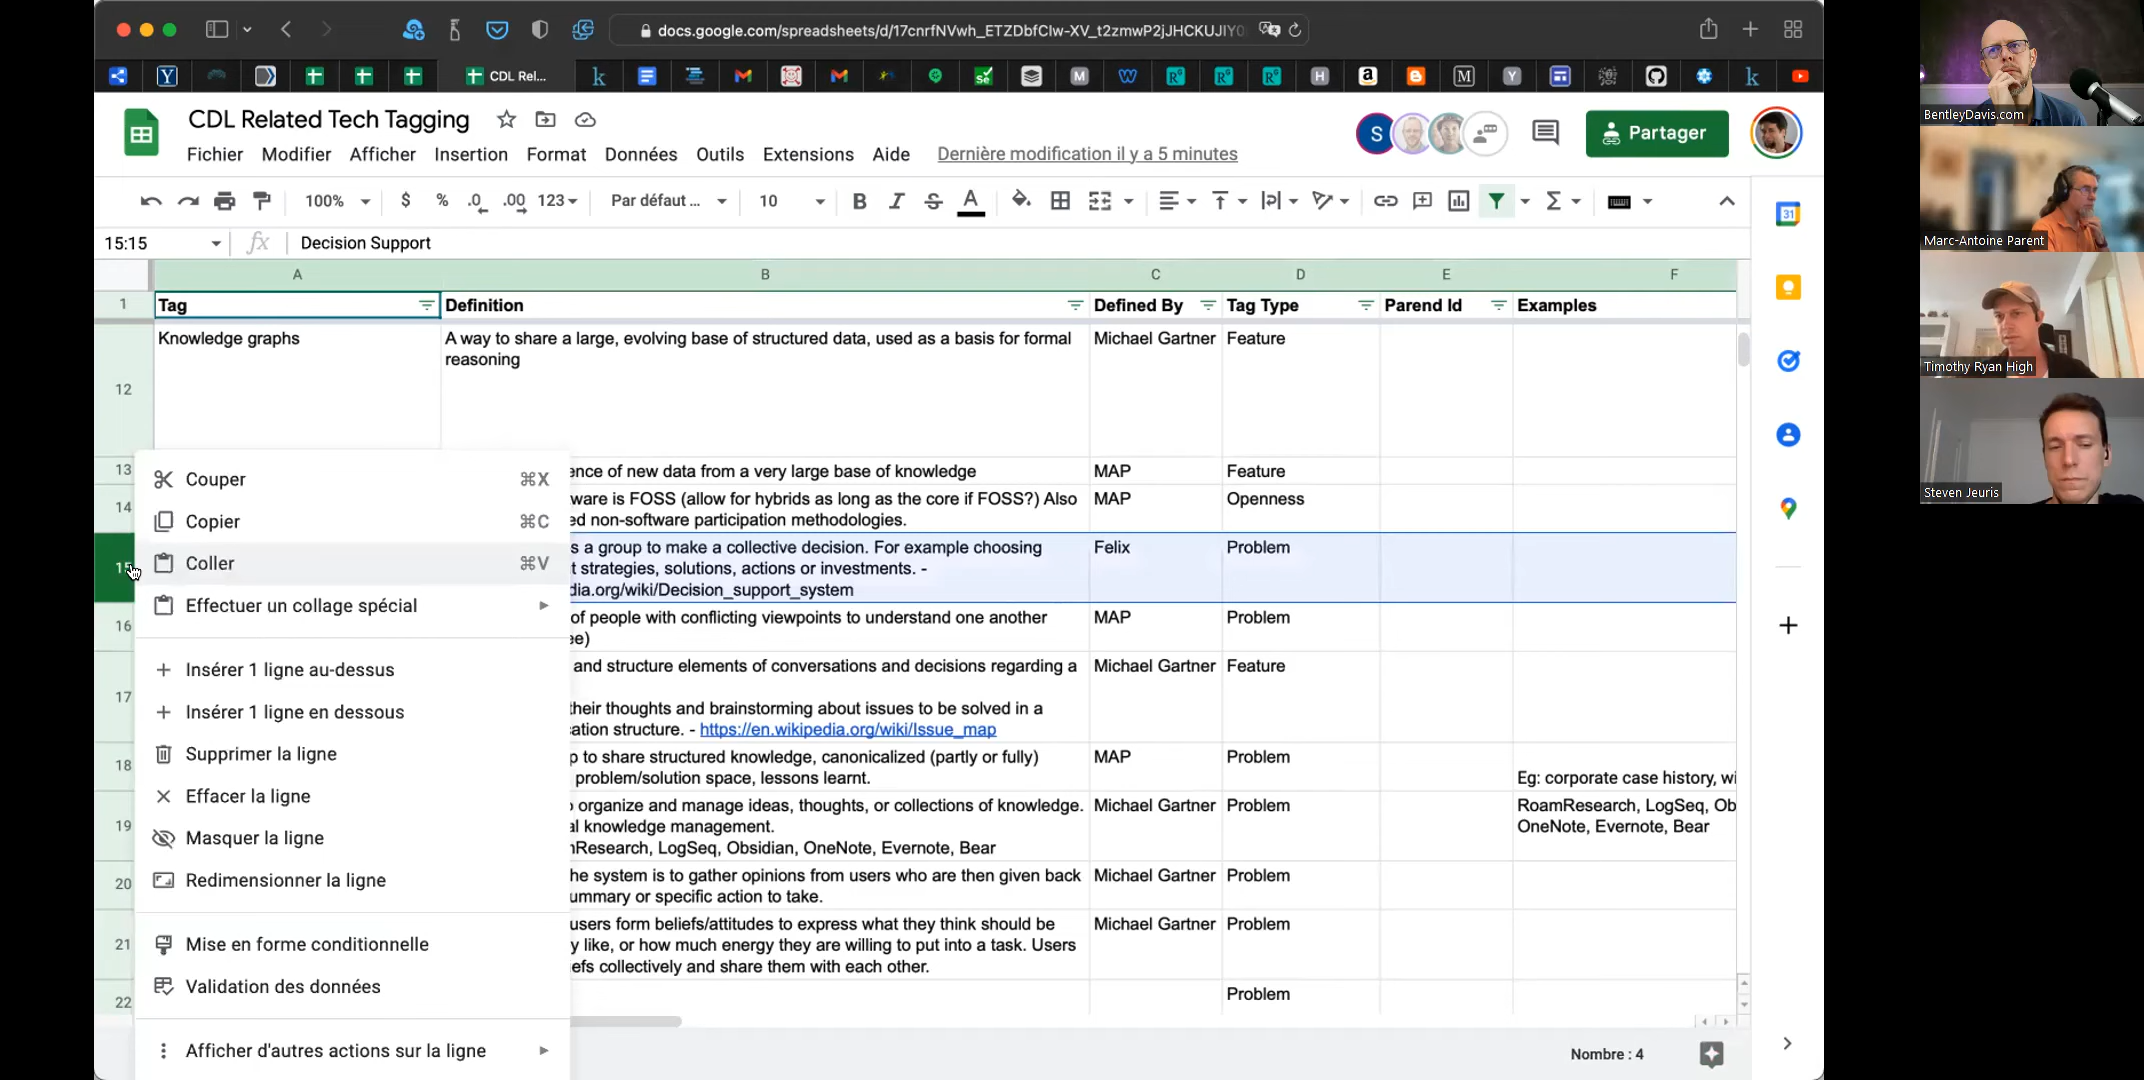 docs.google.com/spreadsheets/d/17cnrfNVwh_ETZDbfClw-XV_t2zmwP2jJHCKUJIY0
CDL Rel...
CDL Related Tech Tagging
S
Partager
Fichier Modifier Afficher Insertion Format Données Outils Extensions Aide Dernière modification il y a 5 minutes
100% $ % .0 .00 123 Par défaut ... 10 B I S A
15:15 fx Decision Support
A B C D E F
1 Tag Definition Defined By Tag Type Parend Id Examples
12 Knowledge graphs A way to share a large, evolving base of structured data, used as a basis for formal Michael Gartner Feature
reasoning
13 ence of new data from a very large base of knowledge MAP Feature
14 ware is FOSS (allow for hybrids as long as the core if FOSS?) Also MAP Openness
ed non-software participation methodologies.
15 s a group to make a collective decision. For example choosing Felix Problem
t strategies, solutions, actions or investments. -
dia.org/wiki/Decision_support_system
16 of people with conflicting viewpoints to understand one another MAP Problem
ee)
17 and structure elements of conversations and decisions regarding a Michael Gartner Feature
their thoughts and brainstorming about issues to be solved in a
ation structure. - https://en.wikipedia.org/wiki/Issue_map
18 p to share structured knowledge, canonicalized (partly or fully) MAP Problem
problem/solution space, lessons learnt. Eg: corporate case history, wi
19 o organize and manage ideas, thoughts, or collections of knowledge. Michael Gartner Problem RoamResearch, LogSeq, Ob
al knowledge management. OneNote, Evernote, Bear
nResearch, LogSeq, Obsidian, OneNote, Evernote, Bear
20 he system is to gather opinions from users who are then given back Michael Gartner Problem
ummary or specific action to take.
21 users form beliefs/attitudes to express what they think should be Michael Gartner Problem
y like, or how much energy they are willing to put into a task. Users
efs collectively and share them with each other.
22 Problem
Couper ⌘X
Copier ⌘C
Coller ⌘V
Effectuer un collage spécial
Insérer 1 ligne au-dessus
Insérer 1 ligne en dessous
Supprimer la ligne
Effacer la ligne
Masquer la ligne
Redimensionner la ligne
Mise en forme conditionnelle
Validation des données
Afficher d'autres actions sur la ligne
Nombre : 4
31
BentleyDavis.com
Marc-Antoine Parent
Timothy Ryan High
Steven Jeuris